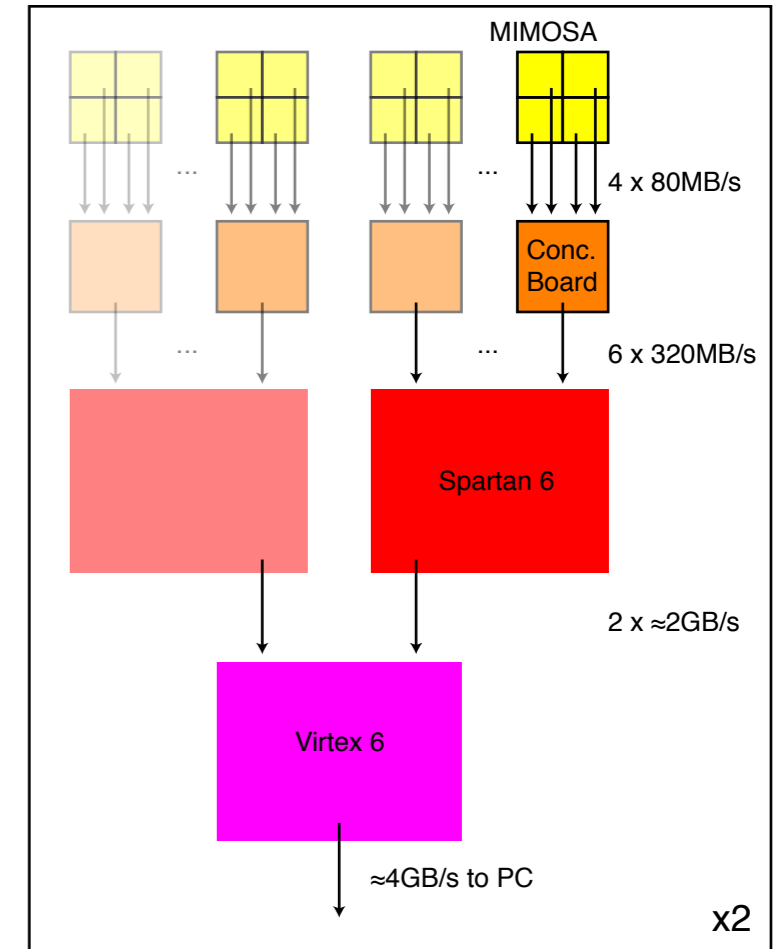 MIMOSA
...
...
4 x 80MB/s
Conc.
Board
...
...
6 x 320MB/s
Spartan 6
2 x ≈2GB/s
Virtex 6
≈4GB/s to PC
x2